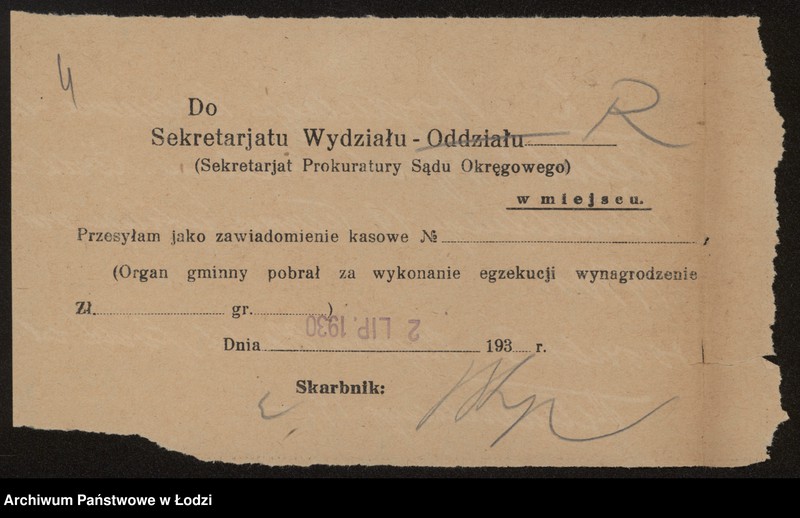 4
Do
Sekretarjatu Wydziału - Oddziału R
(Sekretarjat Prokuratury Sądu Okręgowego)
w miejscu.
Przesyłam jako zawiadomienie kasowe №,
(Organ gminny pobrał za wykonanie egzekucji wynagrodzenie
Zł. gr. )
2 LIP. 1930
Dnia 193 r.
Skarbnik:
Archiwum Państwowe w Łodzi